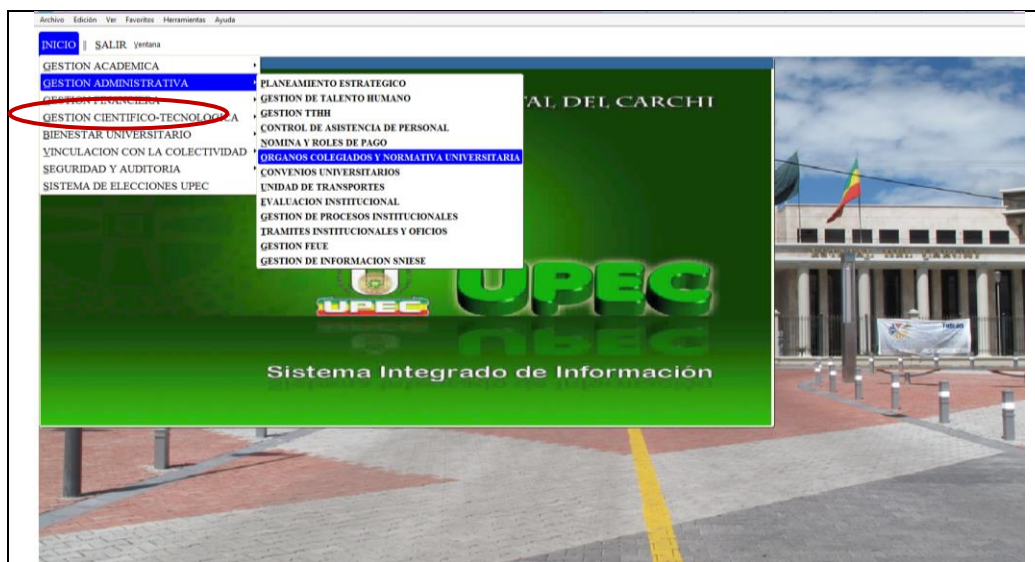 Archivo Edición Ver Favoritos Herramientas Ayuda
INICIO || SALIR Ventana
GESTION ACADEMICA
GESTION ADMINISTRATIVA
GESTION FINANCIERA
GESTION CIENTIFICO-TECNOLOGICA
BIENESTAR UNIVERSITARIO
VINCULACION CON LA COLECTIVIDAD
SEGURIDAD Y AUDITORIA
SISTEMA DE ELECCIONES UPEC
PLANEAMIENTO ESTRATEGICO
GESTION DE TALENTO HUMANO
GESTION TTHH
CONTROL DE ASISTENCIA DE PERSONAL
NOMINA Y ROLES DE PAGO
ORGANOS COLEGIADOS Y NORMATIVA UNIVERSITARIA
CONVENIOS UNIVERSITARIOS
UNIDAD DE TRANSPORTES
EVALUACION INSTITUCIONAL
GESTION DE PROCESOS INSTITUCIONALES
TRAMITES INSTITUCIONALES Y OFICIOS
GESTION FEUE
GESTION DE INFORMACION SNIESE
DEL CARCHI
UPEC
UPEC
Sistema Integrado de Información
ESTATAL DEL CARCHI